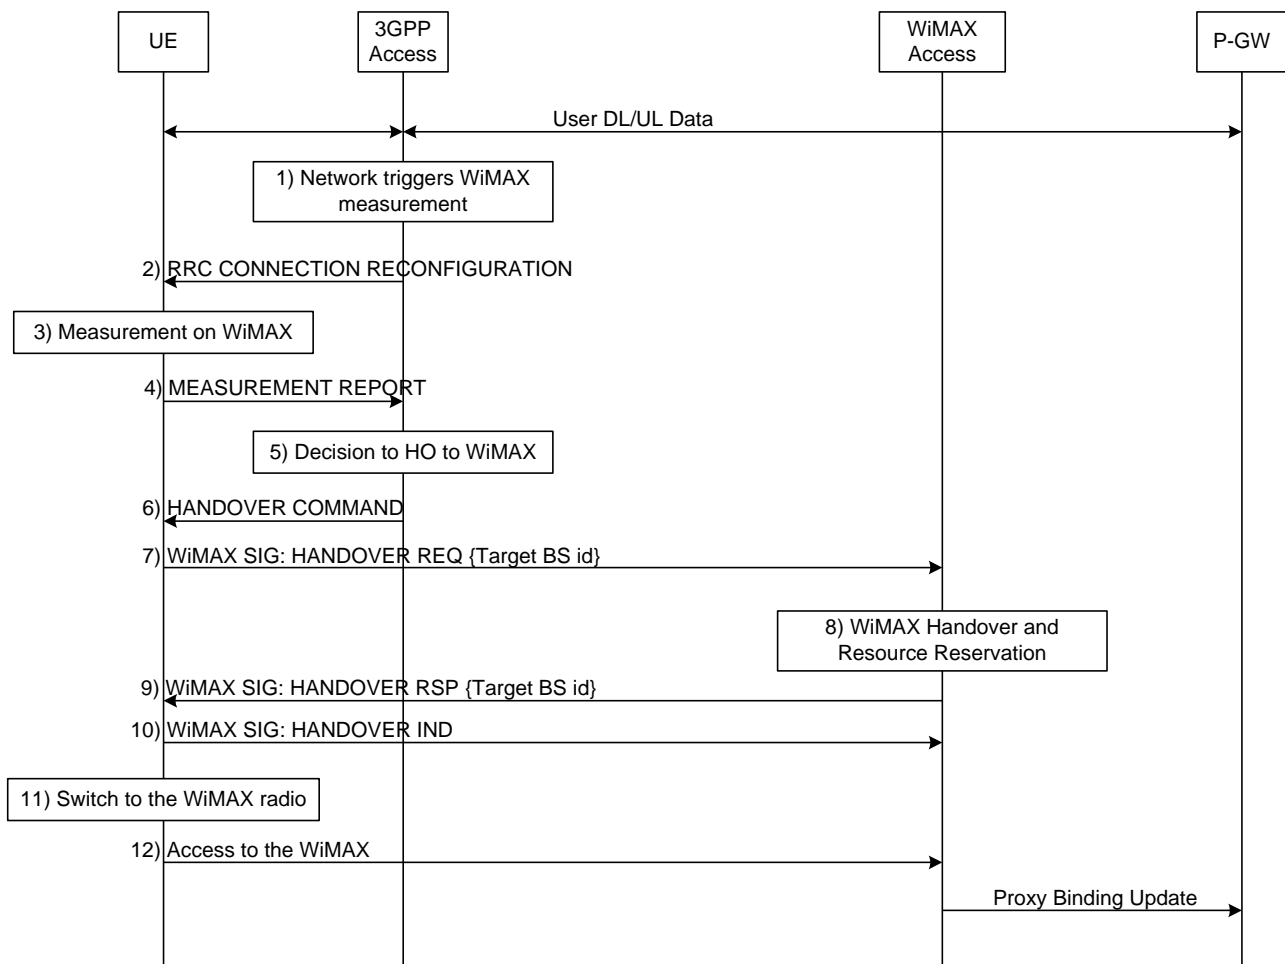 UE
3GPP
Access
WiMAX
Access
P-GW
User DL/UL Data
1) Network triggers WiMAX
measurement
2) RRC CONNECTION RECONFIGURATION
3) Measurement on WiMAX
4) MEASUREMENT REPORT
5) Decision to HO to WiMAX
6) HANDOVER COMMAND
7) WiMAX SIG: HANDOVER REQ {Target BS id}
8) WiMAX Handover and
Resource Reservation
9) WiMAX SIG: HANDOVER RSP {Target BS id}
10) WiMAX SIG: HANDOVER IND
11) Switch to the WiMAX radio
12) Access to the WiMAX
Proxy Binding Update